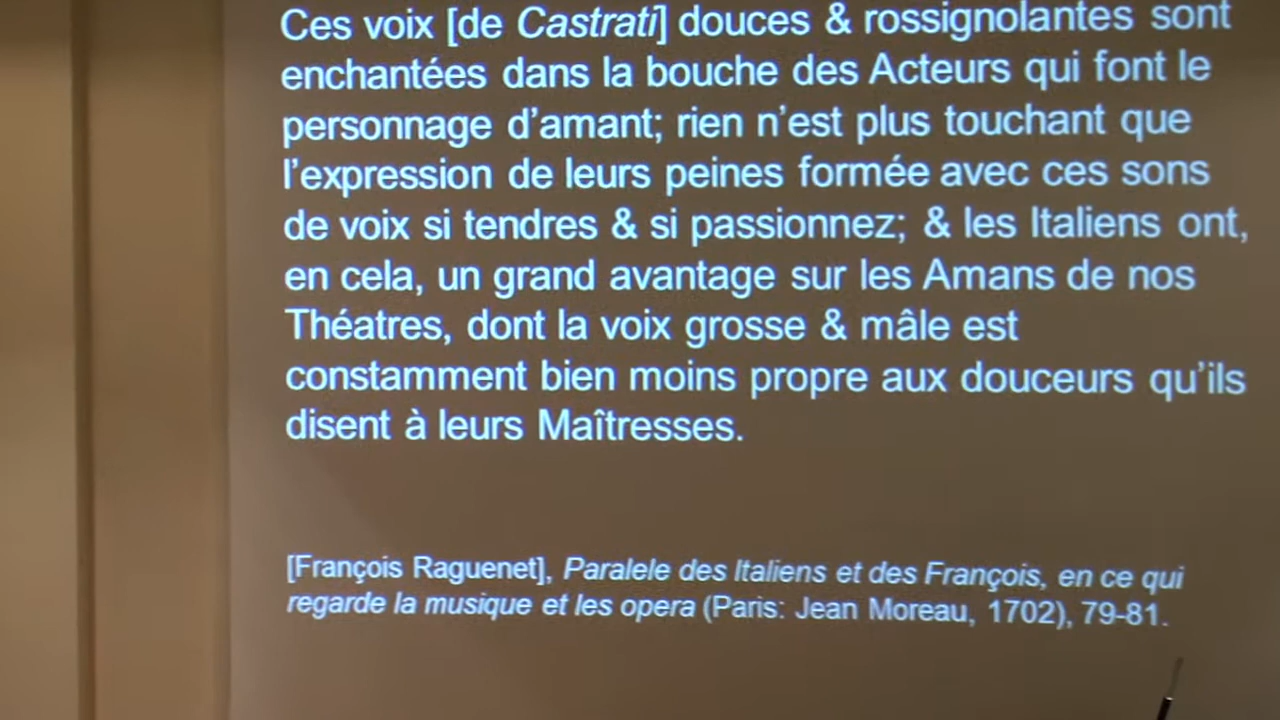 Ces voix [de Castrati] douces & rossignolantes sont
enchantées dans la bouche des Acteurs qui font le
personnage d'amant; rien n'est plus touchant que
l'expression de leurs peines formée avec ces sons
de voix si tendres & si passionnez; & les Italiens ont,
en cela, un grand avantage sur les Amans de nos
Théatres, dont la voix grosse & mâle est
constamment bien moins propre aux douceurs qu'ils
disent à leurs Maîtresses.
[François Raguenet], Paralele des Italiens et des François, en ce qui
regarde la musique et les opera (Paris: Jean Moreau, 1702), 79-81.